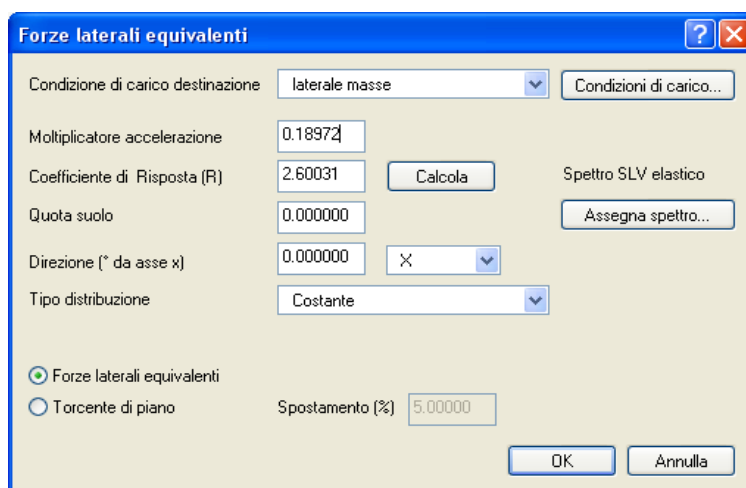 Forze laterali equivalenti
Condizione di carico destinazione laterale masse Condizioni di carico...
Moltiplicatore accelerazione 0.18972
Coefficiente di Risposta (R) 2.60031 Calcola Spettro SLV elastico
Quota suolo 0.000000 Assegna spettro...
Direzione (° da asse x) 0.000000 X
Tipo distribuzione Costante
Forze laterali equivalenti
Torcente di piano Spostamento (%) 5.00000
OK Annulla